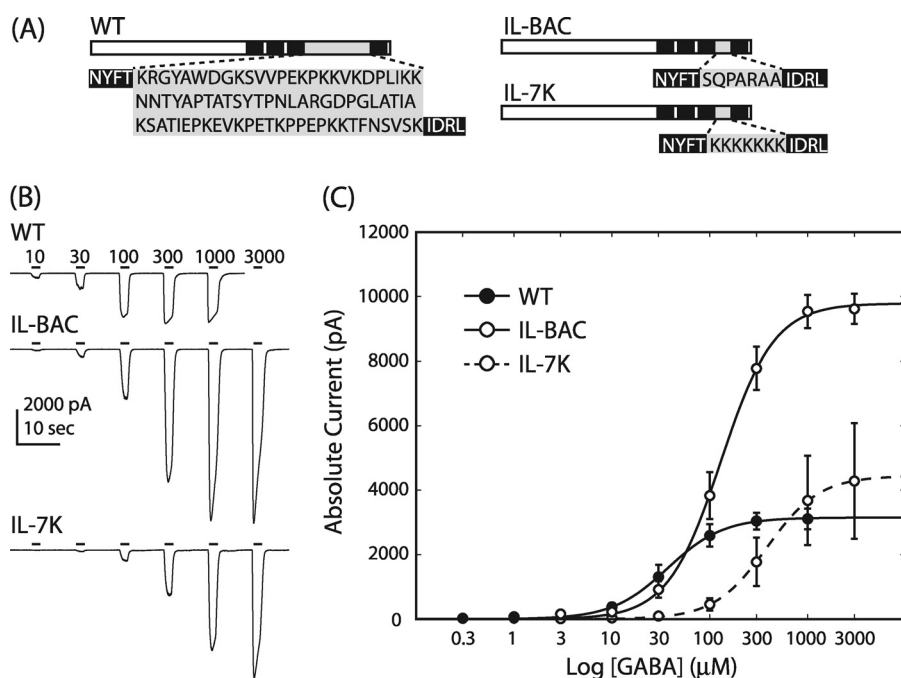 (A)
WT
NYFT KRGYAWDGKSVVPEKPKKVKDPLIKK
NNTYAPTATSYTPNLARGDPGLATIA
KSATIEPKEVKPETKPPEPKKTFNSVSK IDRL
IL-BAC
NYFT SQPARAA IDRL
IL-7K
NYFT KKKKKKK IDRL
(B)
WT
10 30 100 300 1000 3000
IL-BAC
2000 pA
10 sec
IL-7K
(C)
12000
10000
8000
6000
4000
2000
0
Absolute Current (pA)
WT
IL-BAC
IL-7K
0.3 1 3 10 30 100 300 1000 3000
Log [GABA] (μM)